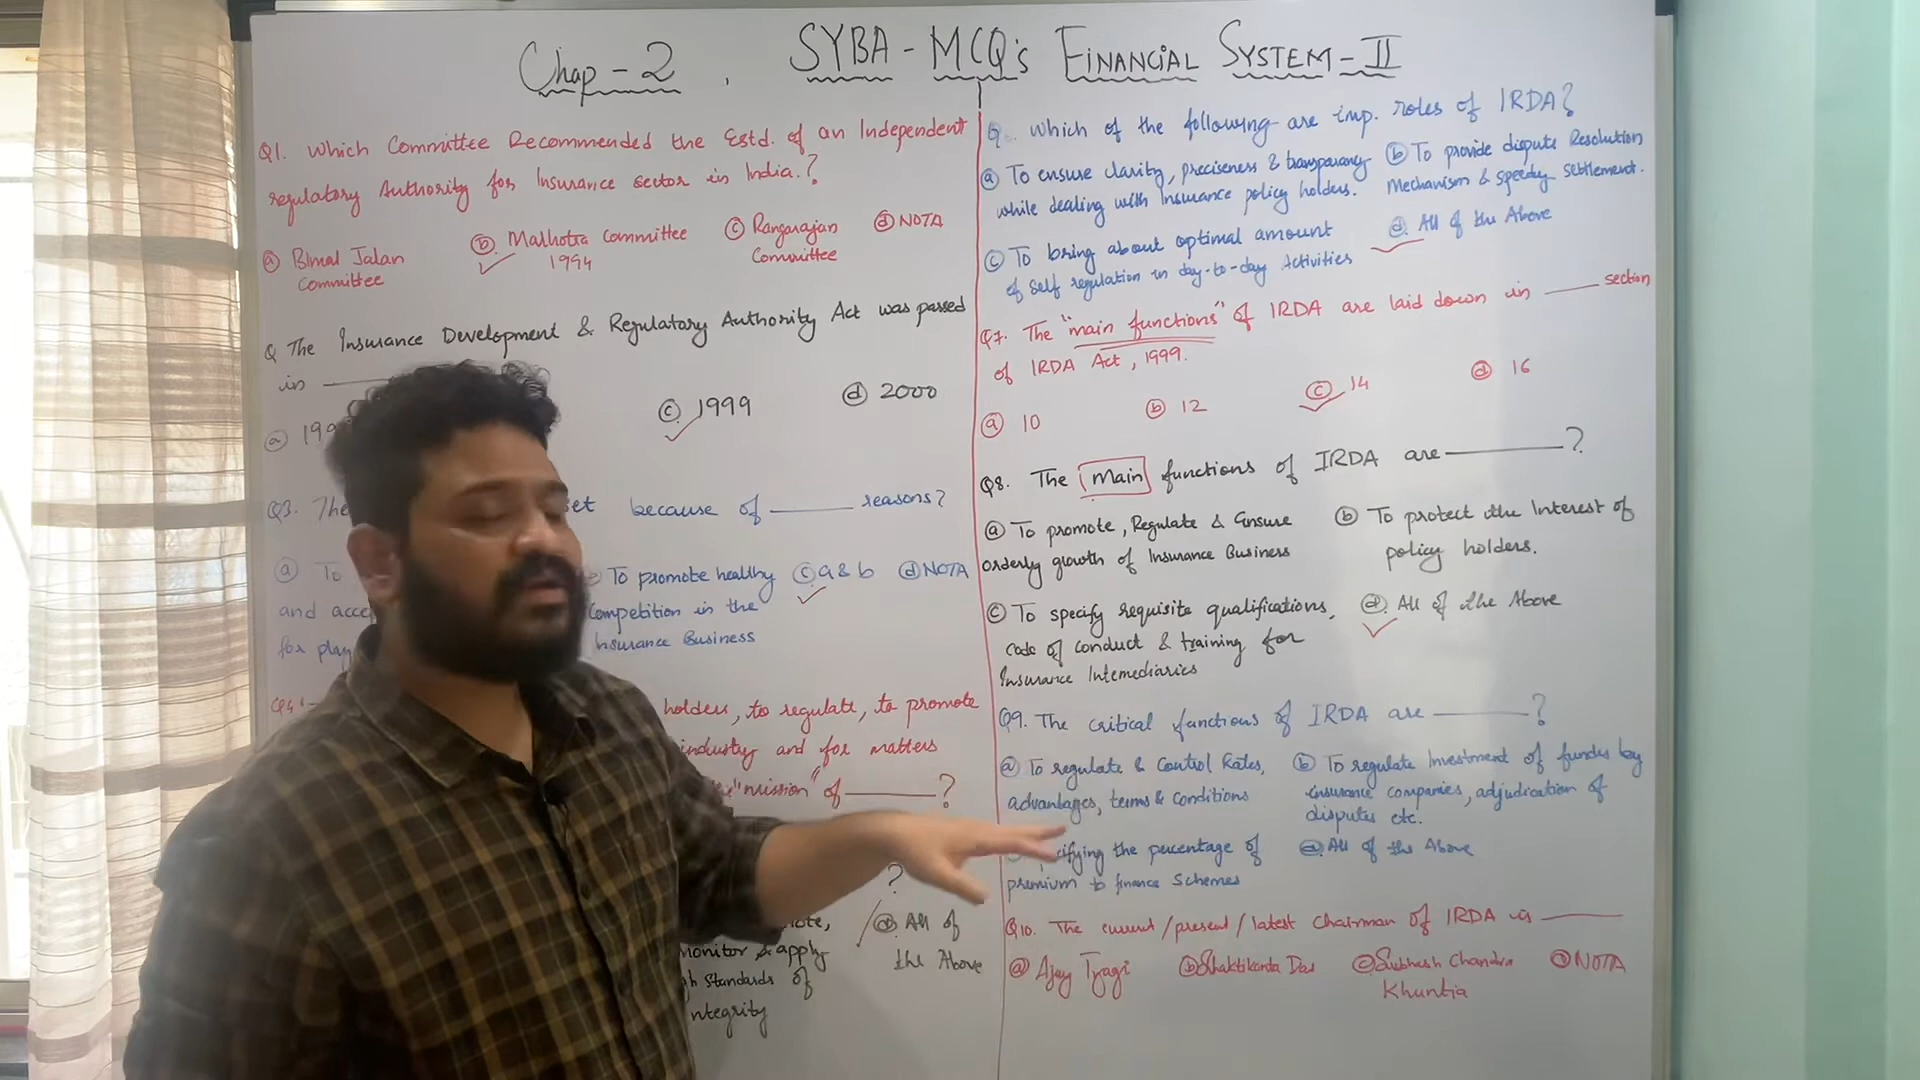 Chap-2. SYBA-MCQ's FINANCIAL SYSTEM-II
Q1. Which Committee Recommended the Estd. of an Independent
regulatory Authority for Insurance sector in India.?
(a) Bimal Jalan
Committee
(b) Malhotra Committee
1994
(c) Rangarajan
Committee
(d) NOTA
Q The Insurance Development & Regulatory Authority Act was passed
in ______
(a) 199
(c) 1999
(d) 2000
Q3. The
because of ______ reasons?
(a) To
and acce
for play
To promote healthy
Competition in the
Insurance Business
(c) a & b
(d) NOTA
Q4.
holders, to regulate, to promote
industry and for matters
"mission" of ______?
?
monitor & apply
Standards of
ntegrity
(d) All of
the Above
Q. Which of the following are imp. roles of IRDA?
(a) To ensure clarity, preciseness & transparancy
while dealing with Insurance policy holders.
(b) To provide dispute Resolution
Mechanism & speedy settlement.
(c) To bring about optimal amount
of self regulation in day-to-day Activities
(d) All of the Above
Q7. The "main functions" of IRDA are laid down in ______ section
of IRDA Act, 1999.
(a) 10
(b) 12
(c) 14
(d) 16
Q8. The Main functions of IRDA are ______?
(a) To promote, Regulate & Ensure
orderly growth of Insurance Business
(b) To protect the Interest of
policy holders.
(c) To specify requisite qualifications,
code of conduct & training for
Insurance Intemediaries
(d) All of the Above
Q9. The critical functions of IRDA are ______?
(a) To regulate & Control Rates,
advantages, terms & Conditions
(b) To regulate Investment of funds by
insurance companies, adjudication of
disputes etc.
cifying the percentage of
premium to finance Schemes
(d) All of the Above
Q10. The current/present/latest Chairman of IRDA is ______
(a) Ajay Tyagi
(b) Shaktikanta Das
(c) Subhash Chandra
Khuntia
(d) NOTA